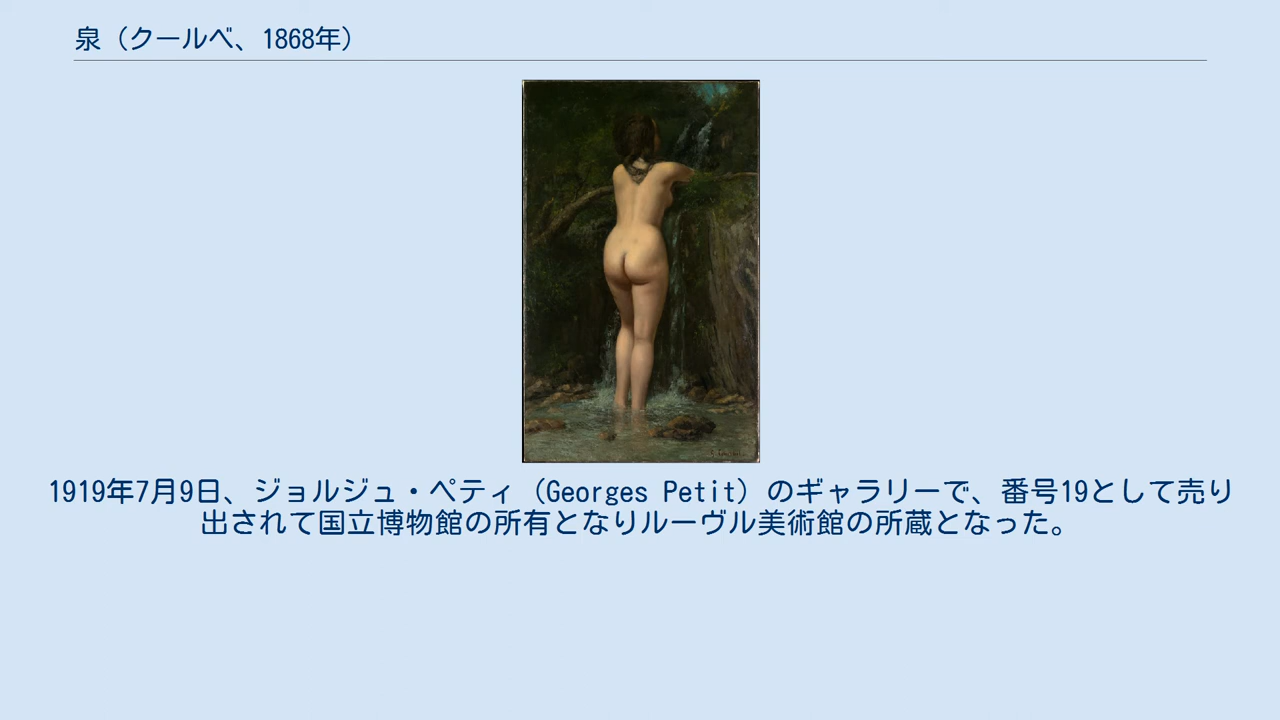 泉（クールベ、1868年）
1919年7月9日、ジョルジュ・ペティ（Georges Petit）のギャラリーで、番号19として売り
出されて国立博物館の所有となりルーヴル美術館の所蔵となった。